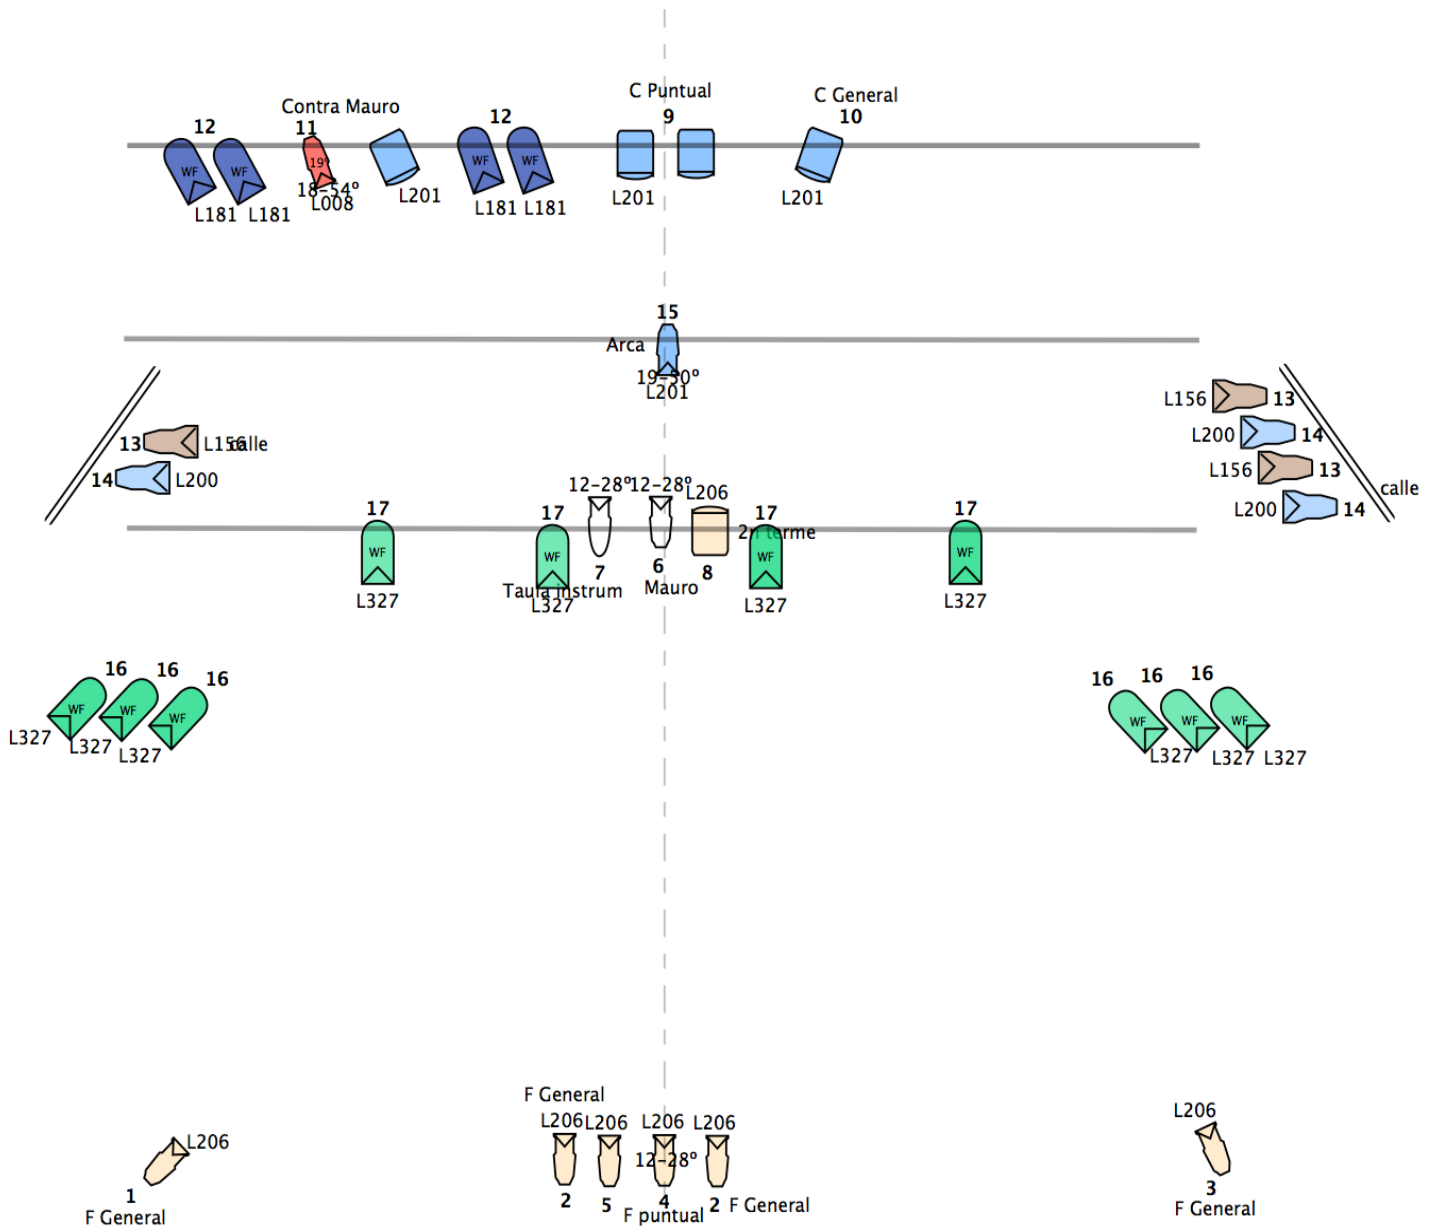 C Puntual
C General
Contra Mauro
12
11
12
9
10
WF
WF
19°
WF
WF
18-54°
L181
L181
L008
L201
L181
L181
L201
L201
15
Arca
19-30°
L201
L156
13
L200
14
L156
13
L200
14
calle
13
L156
calle
14
L200
12-28°
12-28°
L206
17
17
17
17
2n terme
WF
WF
WF
WF
7
6
8
Taula instrum
Mauro
L327
L327
L327
L327
16
16
16
16
16
16
WF
WF
WF
WF
WF
WF
L327
L327
L327
L327
L327
L327
F General
L206
L206
L206
L206
L206
L206
12-28°
1
2
5
4
2
3
F General
F puntual
F General
F General